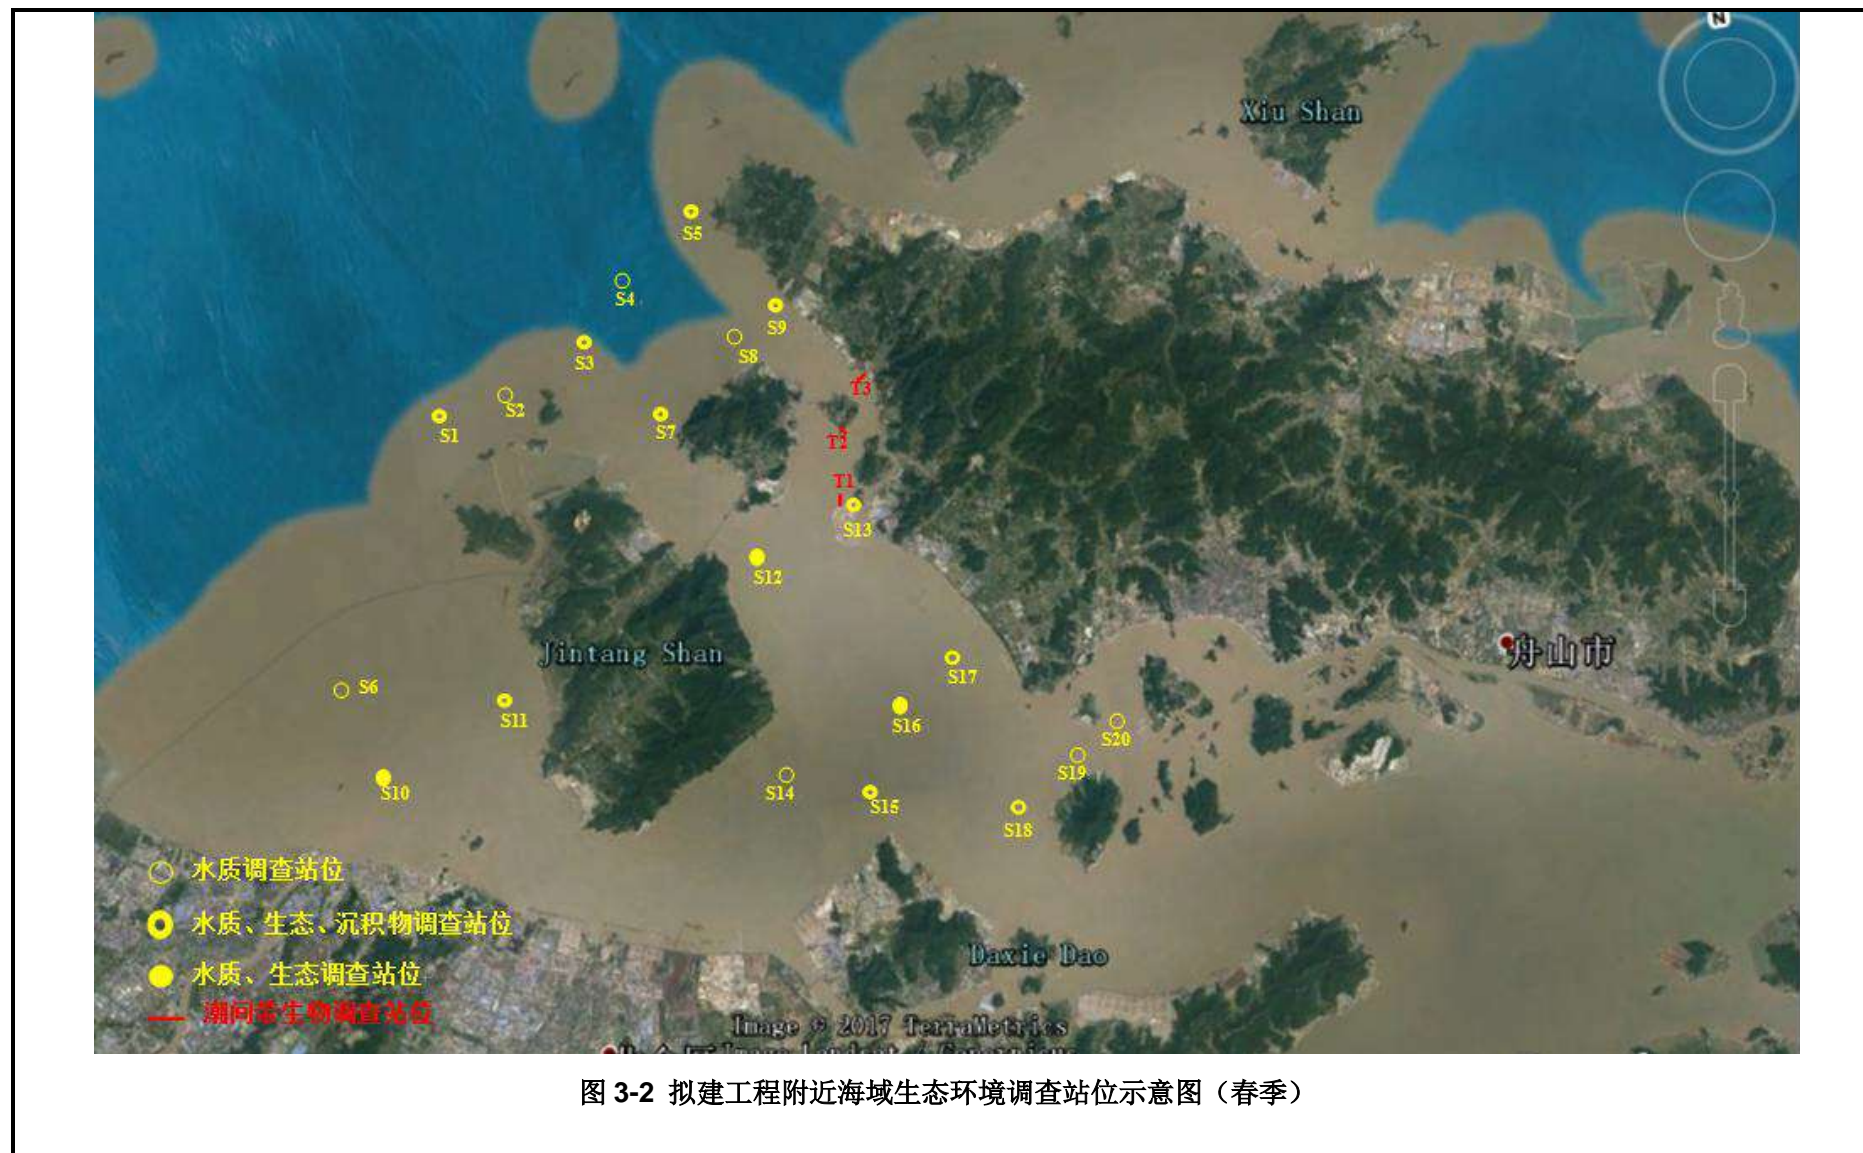 N
Xiu Shan
S5
S4
S9
S8
S3
T3
S2
S1
S7
T2
T1
S13
S12
Jintang Shan
舟山市
S17
S6
S11
S16
S20
S19
S14
S15
S10
S18
水质调查站位
水质、生态、沉积物调查站位
Daxie Dao
水质、生态调查站位
潮间带生物调查站位
Image © 2017 TerraMetrics
Image Landsat / Copernicus
图 3-2 拟建工程附近海域生态环境调查站位示意图（春季）